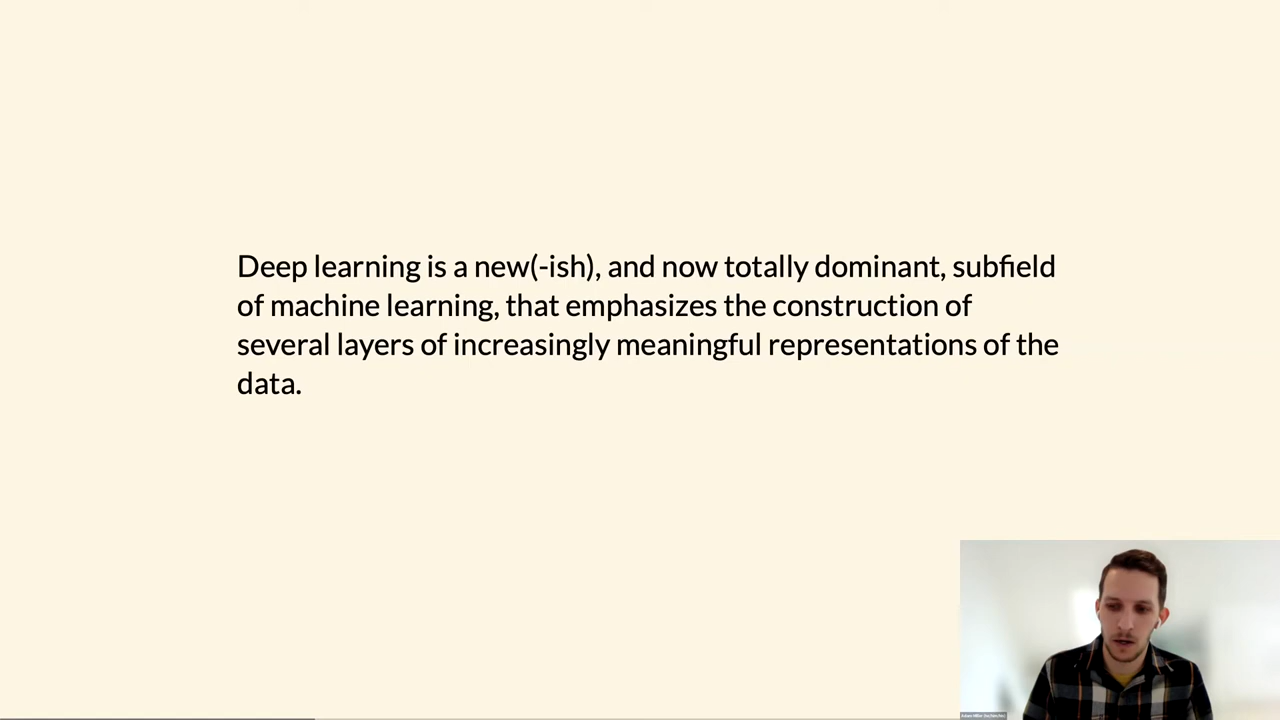 Deep learning is a new(-ish), and now totally dominant, subfield
of machine learning, that emphasizes the construction of
several layers of increasingly meaningful representations of the
data.